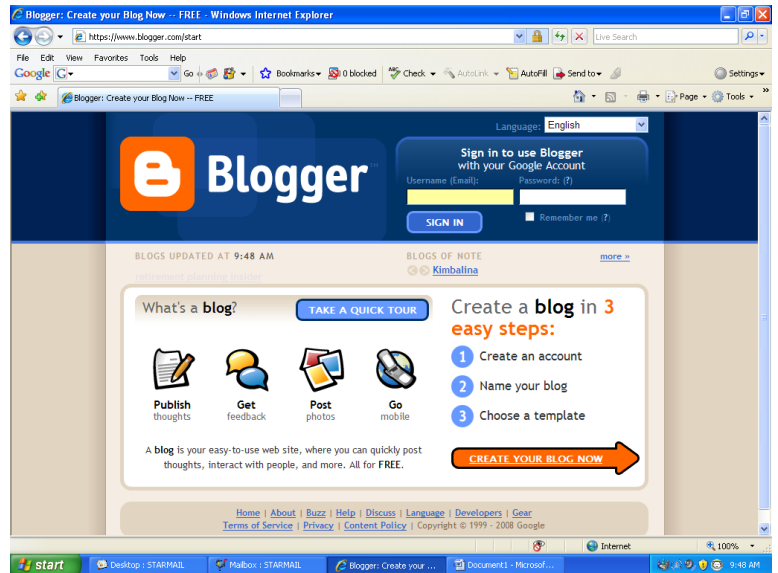 Blogger: Create your Blog Now -- FREE - Windows Internet Explorer
https://www.blogger.com/start
Live Search
File Edit View Favorites Tools Help
Google G Go Bookmarks 0 blocked Check AutoLink AutoFill Send to Settings
Blogger: Create your Blog Now -- FREE Page Tools »
Language: English
Blogger™
Sign in to use Blogger
with your Google Account
Username (Email): Password: (?)
SIGN IN Remember me (?)
BLOGS UPDATED AT 9:48 AM BLOGS OF NOTE more »
retirement planning inside
Kimbalina
What's a blog? TAKE A QUICK TOUR
Publish thoughts
Get feedback
Post photos
Go mobile
A blog is your easy-to-use web site, where you can quickly post
thoughts, interact with people, and more. All for FREE.
Create a blog in 3
easy steps:
1 Create an account
2 Name your blog
3 Choose a template
CREATE YOUR BLOG NOW
Home | About | Buzz | Help | Discuss | Language | Developers | Gear
Terms of Service | Privacy | Content Policy | Copyright © 1999 - 2008 Google
Internet 100%
start Desktop : STARMAIL Mailbox : STARMAIL Blogger: Create your ... Document1 - Microsof... 9:48 AM